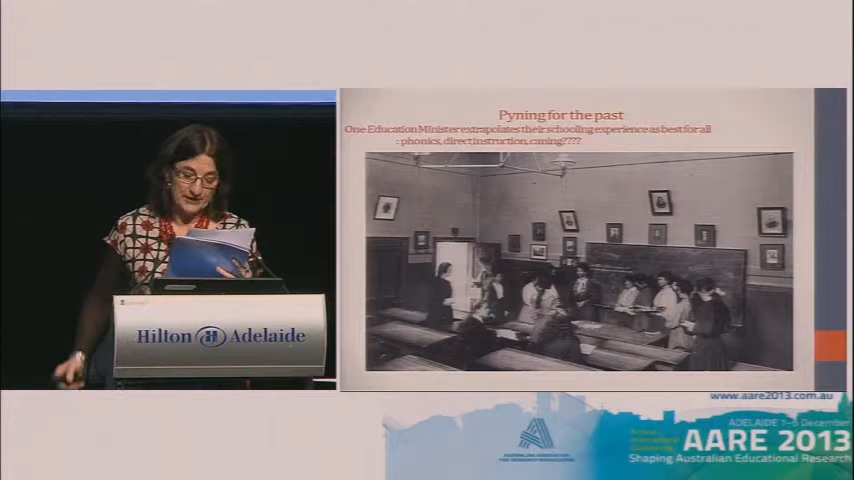 Pyning for the past
One Education Minister extrapolates their schooling experience as best for all
: phonics, direct instruction, caning????
Hilton Adelaide
www.aare2013.com.au
ADELAIDE 1-5 December
AARE 2013
Shaping Australian Educational Research